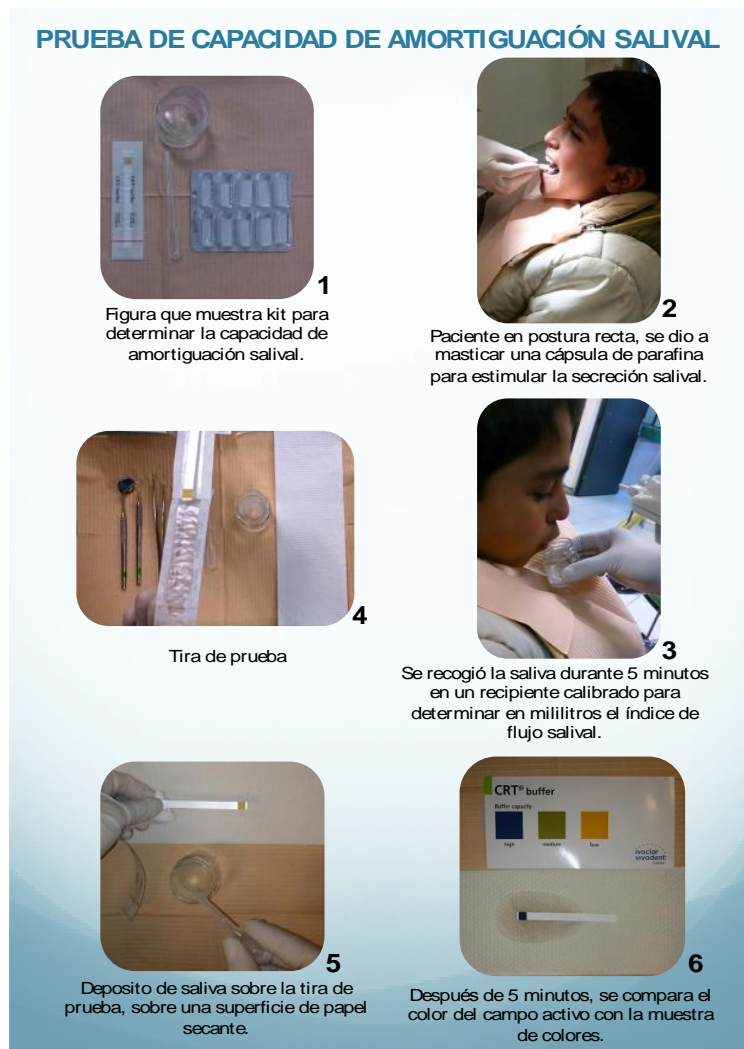 PRUEBA DE CAPACIDAD DE AMORTIGUACIÓN SALIVAL
1
Figura que muestra kit para
determinar la capacidad de
amortiguación salival.
2
Paciente en postura recta, se dio a
masticar una cápsula de parafina
para estimular la secreción salival.
3
Se recogió la saliva durante 5 minutos
en un recipiente calibrado para
determinar en mililitros el índice de
flujo salival.
4
Tira de prueba
5
Deposito de saliva sobre la tira de
prueba, sobre una superficie de papel
secante.
CRT® buffer
Buffer capacity
high medium low
ivoclar
vivadent
6
Después de 5 minutos, se compara el
color del campo activo con la muestra
de colores.